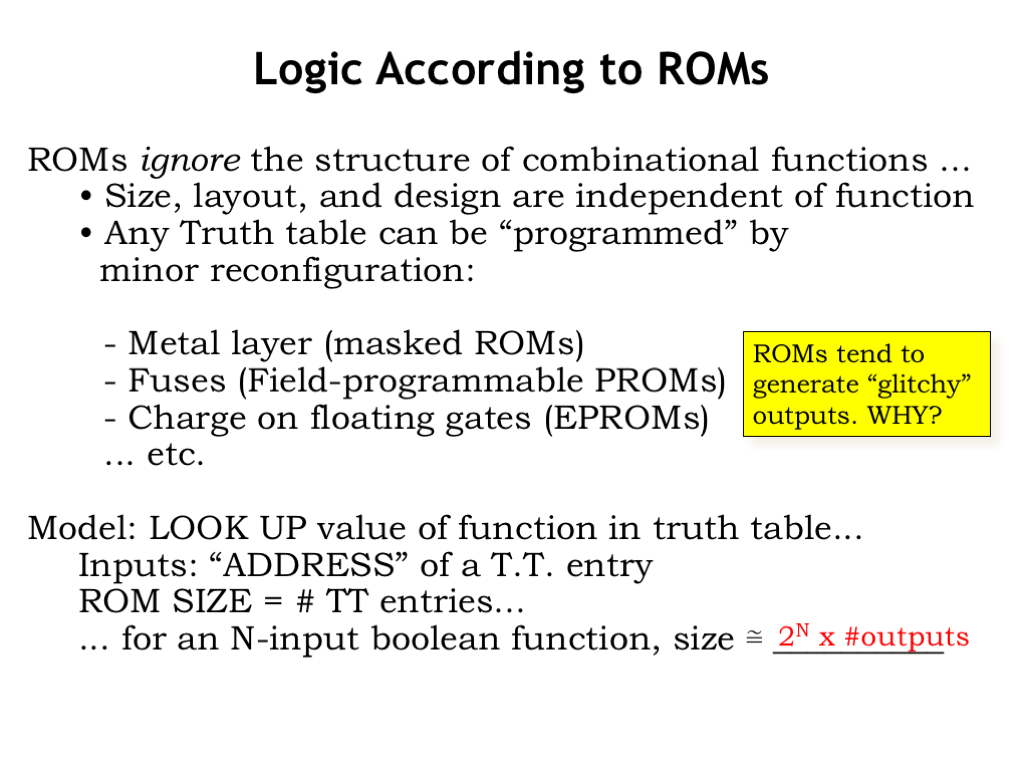 Logic According to ROMs
ROMs ignore the structure of combinational functions ...
• Size, layout, and design are independent of function
• Any Truth table can be “programmed” by
minor reconfiguration:
- Metal layer (masked ROMs)
- Fuses (Field-programmable PROMs)
- Charge on floating gates (EPROMs)
... etc.
ROMs tend to
generate “glitchy”
outputs. WHY?
Model: LOOK UP value of function in truth table...
Inputs: “ADDRESS” of a T.T. entry
ROM SIZE = # TT entries...
... for an N-input boolean function, size ≅ 2ᴺ x #outputs